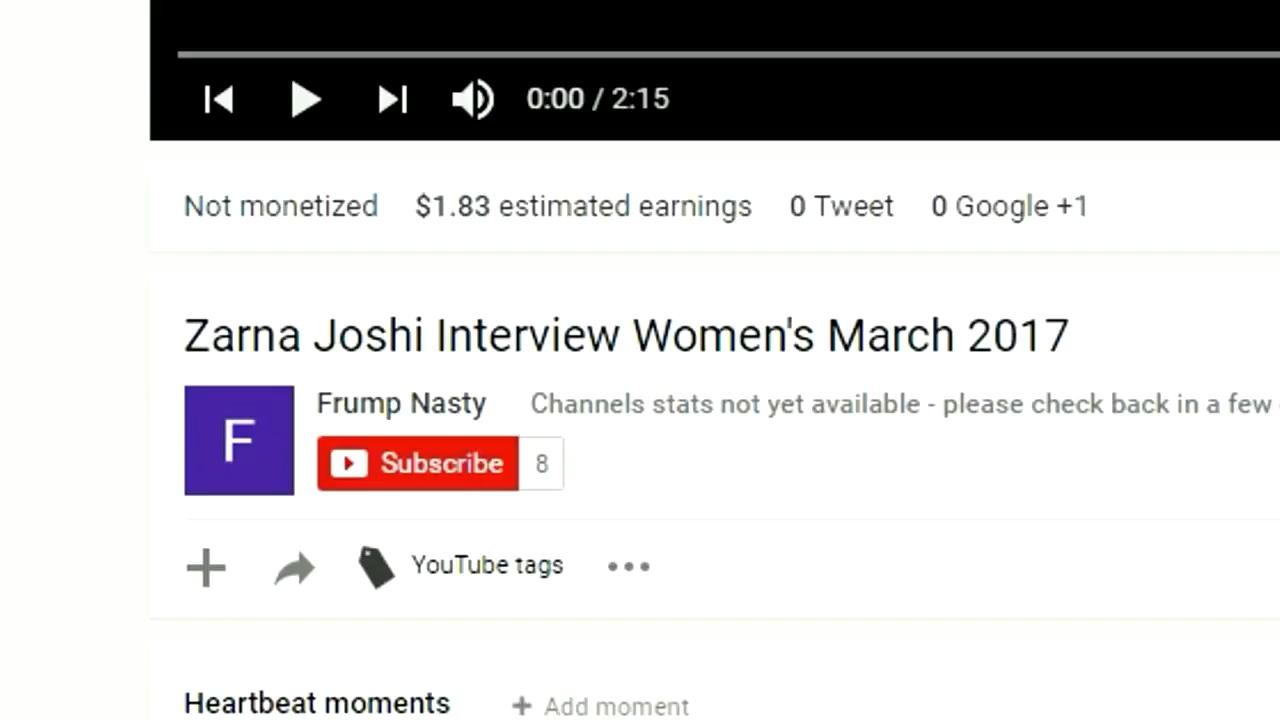 0:00 / 2:15
Not monetized $1.83 estimated earnings 0 Tweet 0 Google +1
Zarna Joshi Interview Women's March 2017
F
Frump Nasty Channels stats not yet available - please check back in a few
Subscribe 8
YouTube tags
Heartbeat moments + Add moment